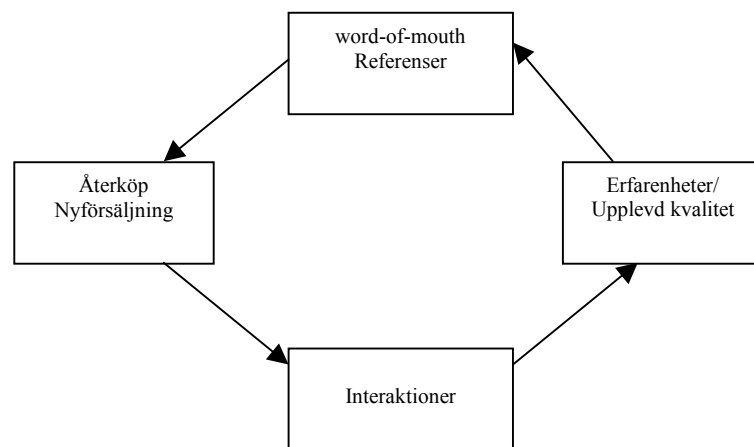 word-of-mouth
Referenser
Återköp
Nyförsäljning
Erfarenheter/
Upplevd kvalitet
Interaktioner